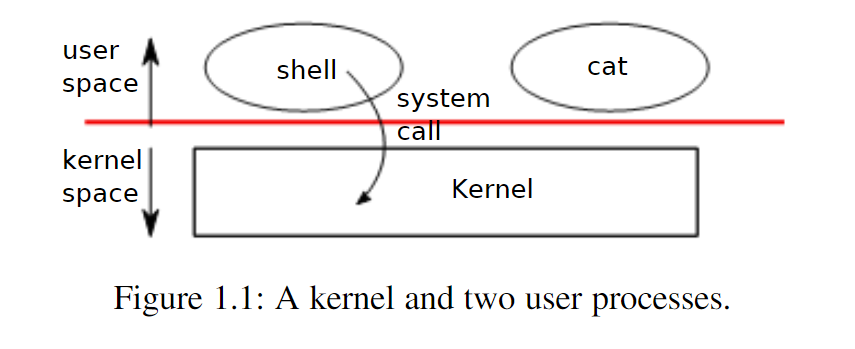 user
space
shell
cat
system
call
kernel
space
Kernel
Figure 1.1: A kernel and two user processes.